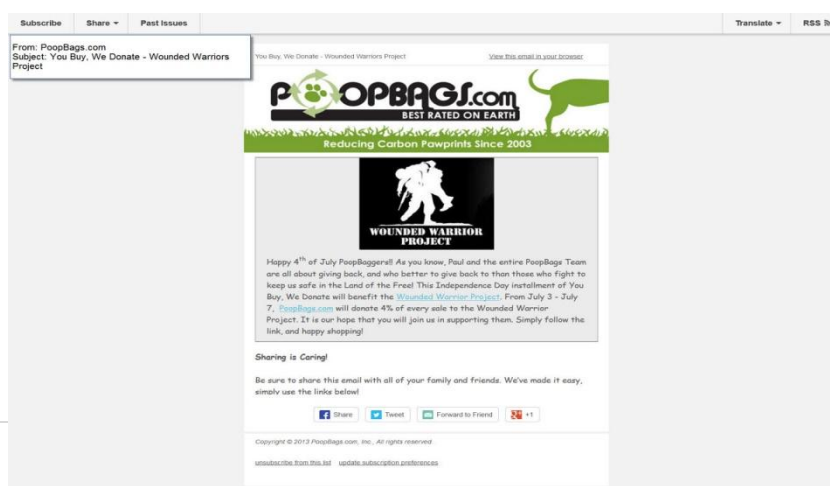 Subscribe Share Past Issues Translate RSS
From: PoopBags.com
Subject: You Buy, We Donate - Wounded Warriors
Project
You Buy, We Donate - Wounded Warriors Project View this email in your browser
POOPBAGS.com
BEST RATED ON EARTH
Reducing Carbon Pawprints Since 2003
WOUNDED WARRIOR
PROJECT
Happy 4th of July PoopBaggers!! As you know, Paul and the entire PoopBags Team
are all about giving back, and who better to give back to than those who fight to
keep us safe in the Land of the Free! This Independence Day installment of You
Buy, We Donate will benefit the Wounded Warrior Project. From July 3 - July
7, PoopBags.com will donate 4% of every sale to the Wounded Warrior
Project. It is our hope that you will join us in supporting them. Simply follow the
link, and happy shopping!
Sharing is Caring!
Be sure to share this email with all of your family and friends. We've made it easy,
simply use the links below!
Share Tweet Forward to Friend +1
Copyright © 2013 PoopBags.com, Inc., All rights reserved.
unsubscribe from this list update subscription preferences